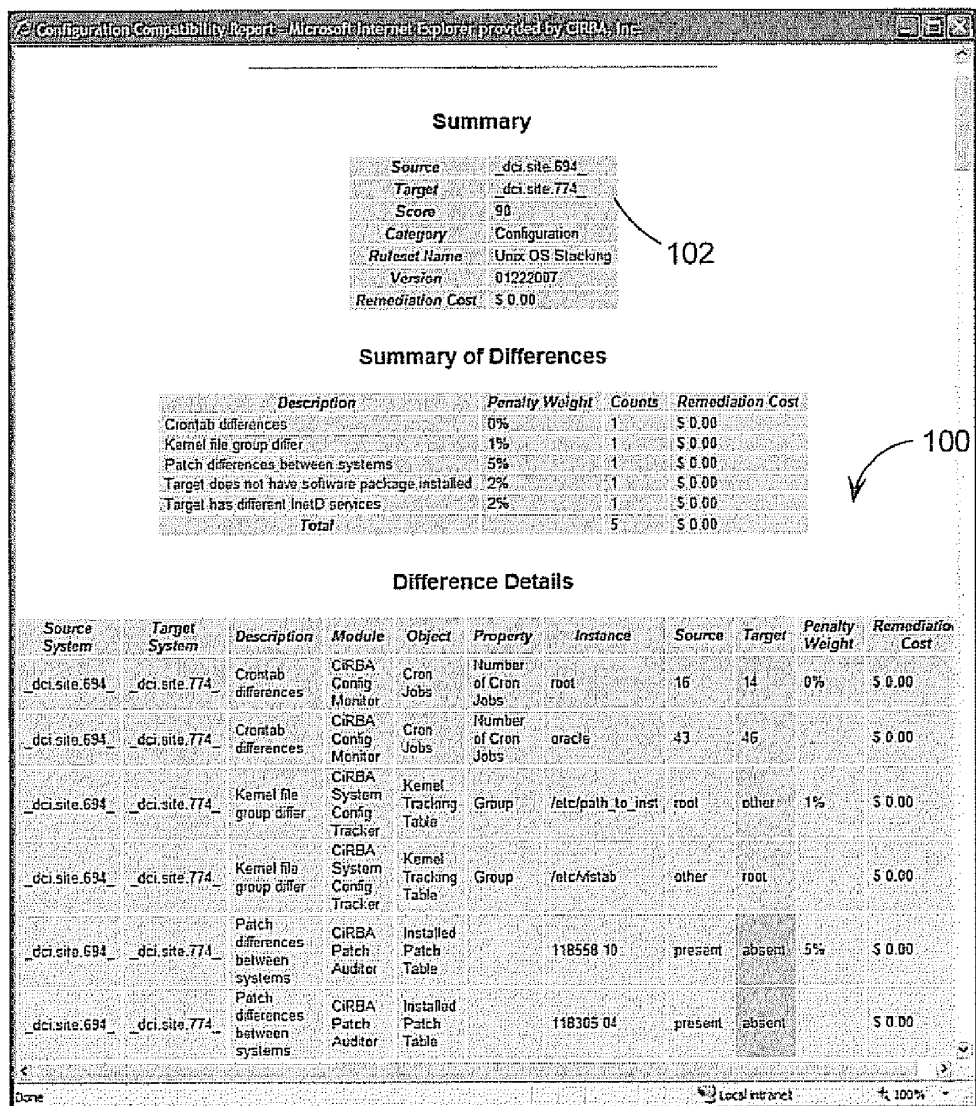 Configuration Compatibility Report - Microsoft Internet Explorer provided by CiRBA, Inc.
Summary
Source _dci.site.694_
Target _dci.site.774_
Score 90
Category Configuration
Ruleset Name Unix OS Stacking
Version 01222007
Remediation Cost $ 0.00
102
Summary of Differences
Description Penalty Weight Counts Remediation Cost
Crontab differences 0% 1 $ 0.00
Kernel file group differ 1% 1 $ 0.00
Patch differences between systems 5% 1 $ 0.00
Target does not have software package installed 2% 1 $ 0.00
Target has different InetD services 2% 1 $ 0.00
Total 5 $ 0.00
100
Difference Details
Source System Target System Description Module Object Property Instance Source Target Penalty Weight Remediatio Cost
_dci.site.694_ _dci.site.774_ Crontab differences CiRBA Config Monitor Cron Jobs Number of Cron Jobs root 16 14 0% $ 0.00
_dci.site.694_ _dci.site.774_ Crontab differences CiRBA Config Monitor Cron Jobs Number of Cron Jobs oracle 43 46 $ 0.00
_dci.site.694_ _dci.site.774_ Kernel file group differ CiRBA System Config Tracker Kernel Tracking Table Group /etc/path_to_inst root other 1% $ 0.00
_dci.site.694_ _dci.site.774_ Kernel file group differ CiRBA System Config Tracker Kernel Tracking Table Group other root $ 0.00
_dci.site.694_ _dci.site.774_ Patch differences between systems CiRBA Patch Auditor Installed Patch Table 118558 10 present absent 5% $ 0.00
_dci.site.694_ _dci.site.774_ Patch differences between systems CiRBA Patch Auditor Installed Patch Table 118305 04 present absent $ 0.00
Done Local intranet 100%